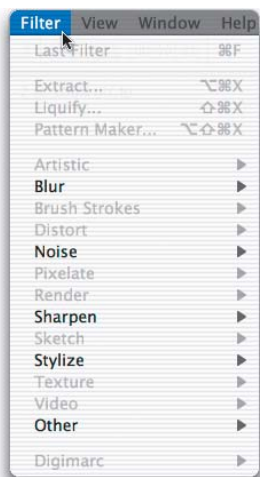 Filter View Window Help
Last Filter ⌘F
Extract... ⌥⌘X
Liquify... ⇧⌘X
Pattern Maker... ⌥⇧⌘X
Artistic
Blur
Brush Strokes
Distort
Noise
Pixelate
Render
Sharpen
Sketch
Stylize
Texture
Video
Other
Digimarc